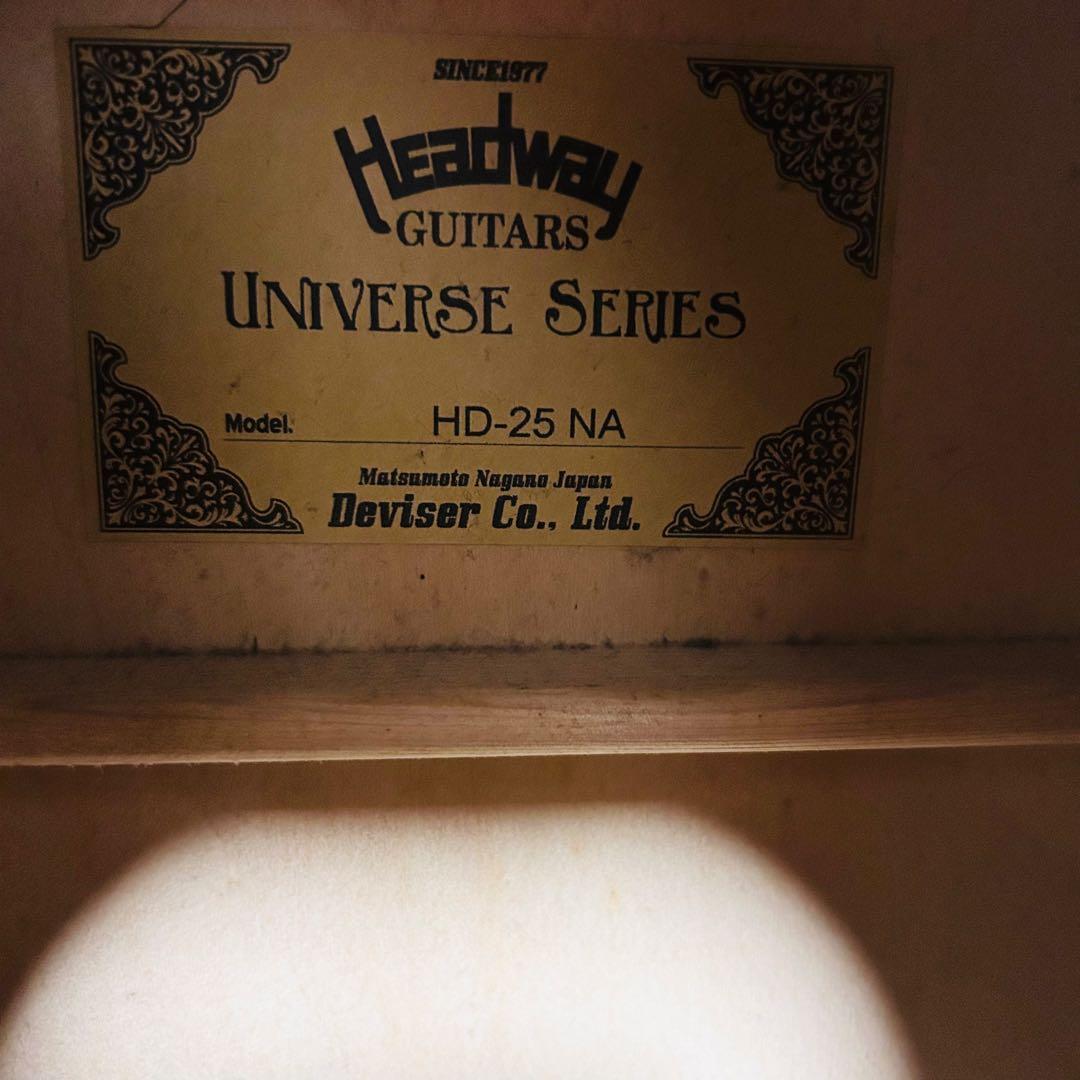 SINCE1977
Headway
GUITARS
UNIVERSE SERIES
Model. HD-25 NA
Matsumoto Nagano Japan
Deviser Co., Ltd.